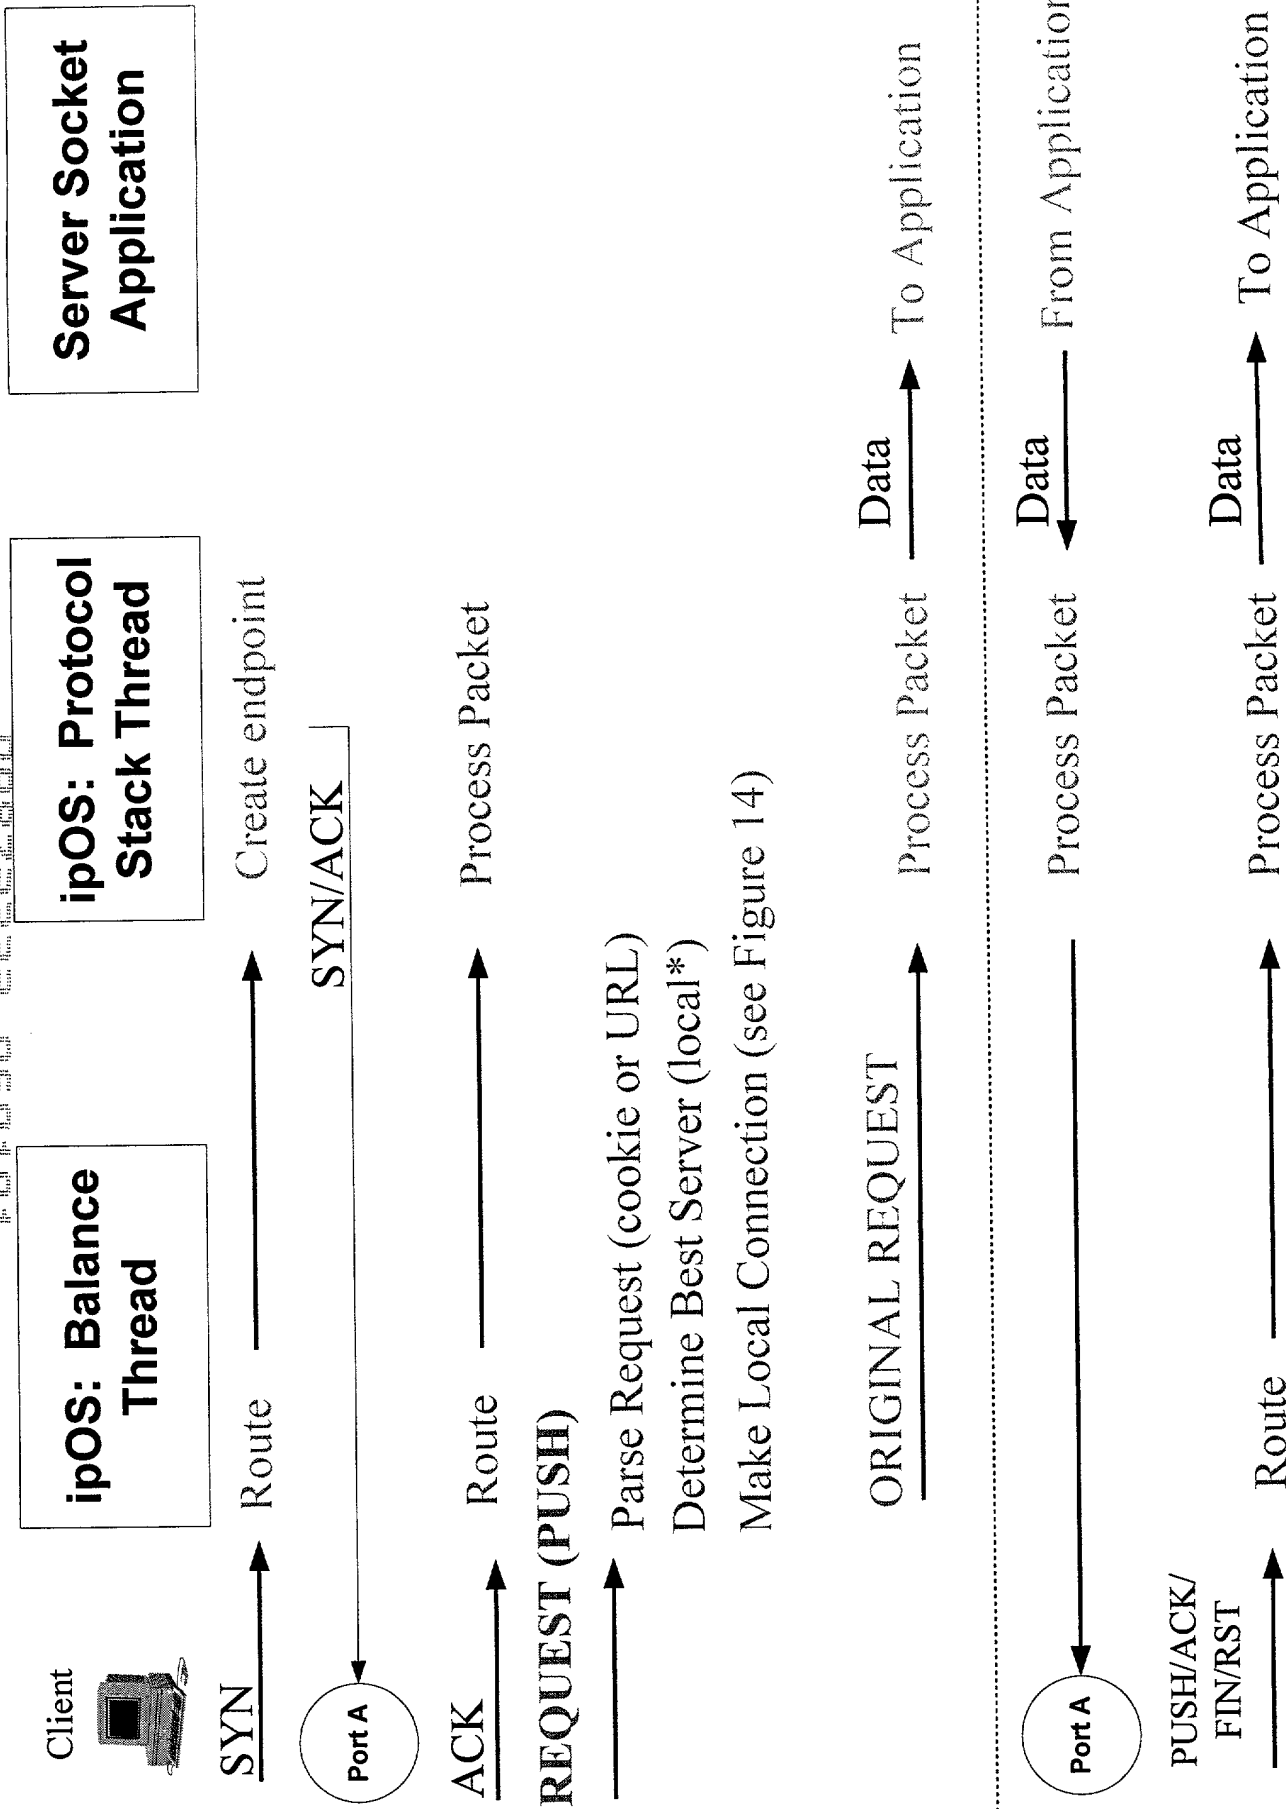 Client
ipOS: Balance
Thread
ipOS: Protocol
Stack Thread
Server Socket
Application
SYN
Route
Create endpoint
SYN/ACK
Port A
ACK
Route
Process Packet
REQUEST (PUSH)
Parse Request (cookie or URL)
Determine Best Server (local*)
Make Local Connection (see Figure 14)
ORIGINAL REQUEST
Process Packet
Data
To Application
Port A
Process Packet
Data
From Application
PUSH/ACK/
FIN/RST
Route
Process Packet
Data
To Application